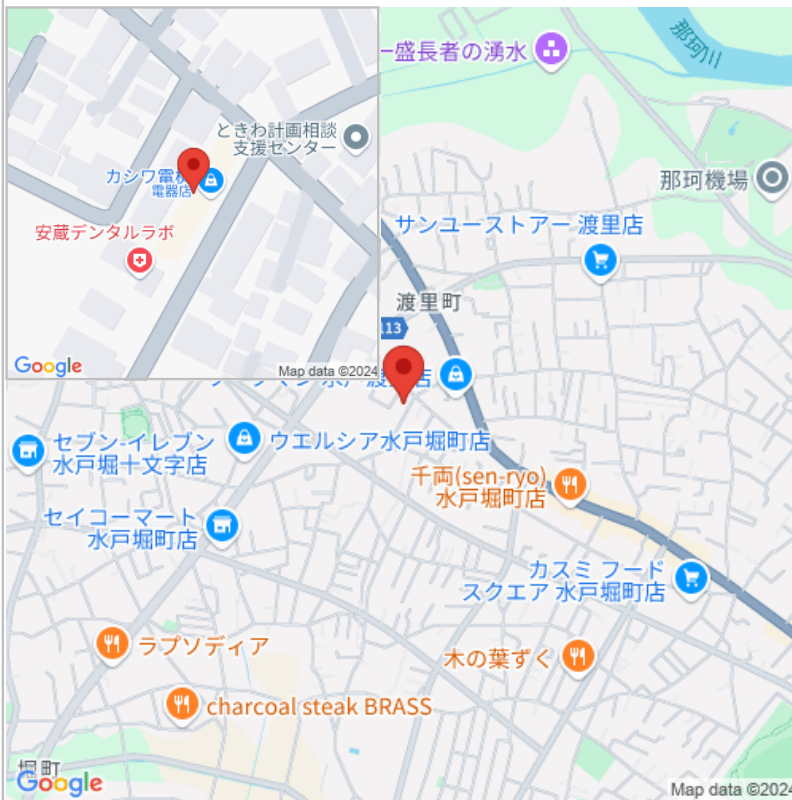 ときわ計画相談
支援センター
カシワ電機
電器店
安蔵デンタルラボ
Google
Map data ©2024
那珂川
一盛長者の湧水
那珂機場
サンユーストアー 渡里店
渡里町
113
店
セブン-イレブン
水戸堀十文字店
ウエルシア水戸堀町店
千両(sen-ryo)
水戸堀町店
セイコーマート
水戸堀町店
カスミ フード
スクエア 水戸堀町店
ラプソディア
木の葉ずく
charcoal steak BRASS
堀町
Google
Map data ©2024